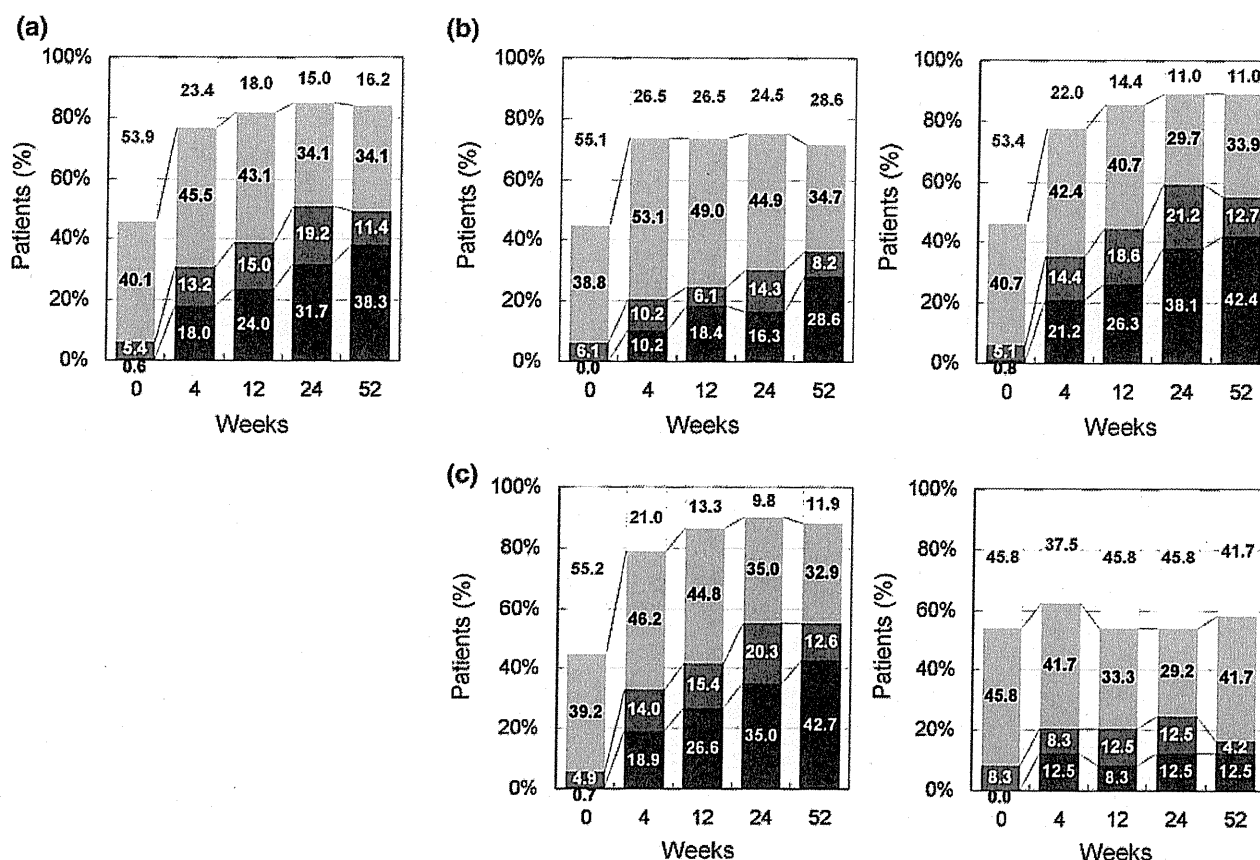 (a)
100%
80%
60%
40%
20%
0%
Patients (%)
53.9 23.4 18.0 15.0 16.2
40.1 45.5 43.1 34.1 34.1
5.4 13.2 15.0 19.2 11.4
0.6 18.0 24.0 31.7 38.3
0 4 12 24 52
Weeks
(b)
100%
80%
60%
40%
20%
0%
Patients (%)
55.1 26.5 26.5 24.5 28.6
38.8 53.1 49.0 44.9 34.7
6.1 10.2 6.1 14.3 8.2
0.0 10.2 18.4 16.3 28.6
0 4 12 24 52
Weeks
100%
80%
60%
40%
20%
0%
Patients (%)
53.4 22.0 14.4 11.0 11.0
40.7 42.4 40.7 29.7 33.9
5.1 14.4 18.6 21.2 12.7
0.8 21.2 26.3 38.1 42.4
0 4 12 24 52
Weeks
(c)
100%
80%
60%
40%
20%
0%
Patients (%)
55.2 21.0 13.3 9.8 11.9
39.2 46.2 44.8 35.0 32.9
4.9 14.0 15.4 20.3 12.6
0.7 18.9 26.6 35.0 42.7
0 4 12 24 52
Weeks
100%
80%
60%
40%
20%
0%
Patients (%)
45.8 37.5 45.8 45.8 41.7
45.8 41.7 33.3 29.2 41.7
8.3 8.3 12.5 12.5 4.2
0.0 12.5 8.3 12.5 12.5
0 4 12 24 52
Weeks